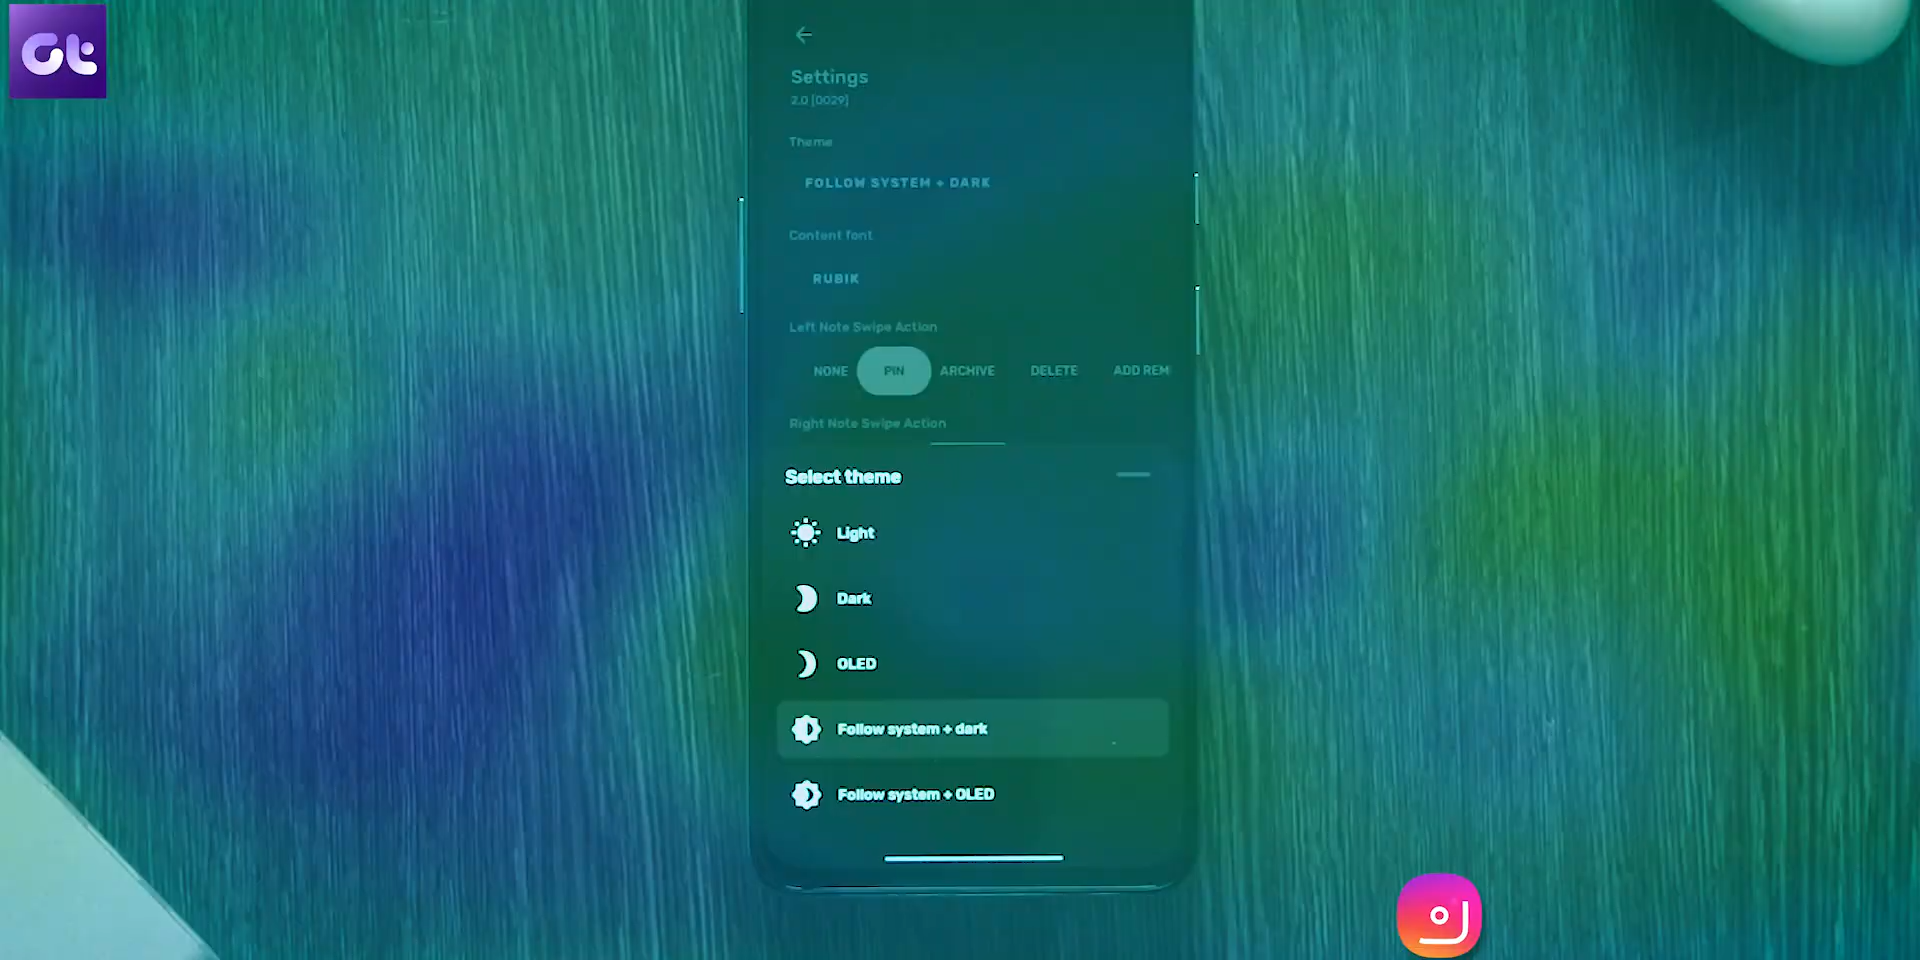 Gt
Settings
2.0 [0029]
Theme
FOLLOW SYSTEM + DARK
Content font
RUBIK
Left Note Swipe Action
NONE PIN ARCHIVE DELETE ADD REM
Right Note Swipe Action
Select theme
Light
Dark
OLED
Follow system + dark
Follow system + OLED